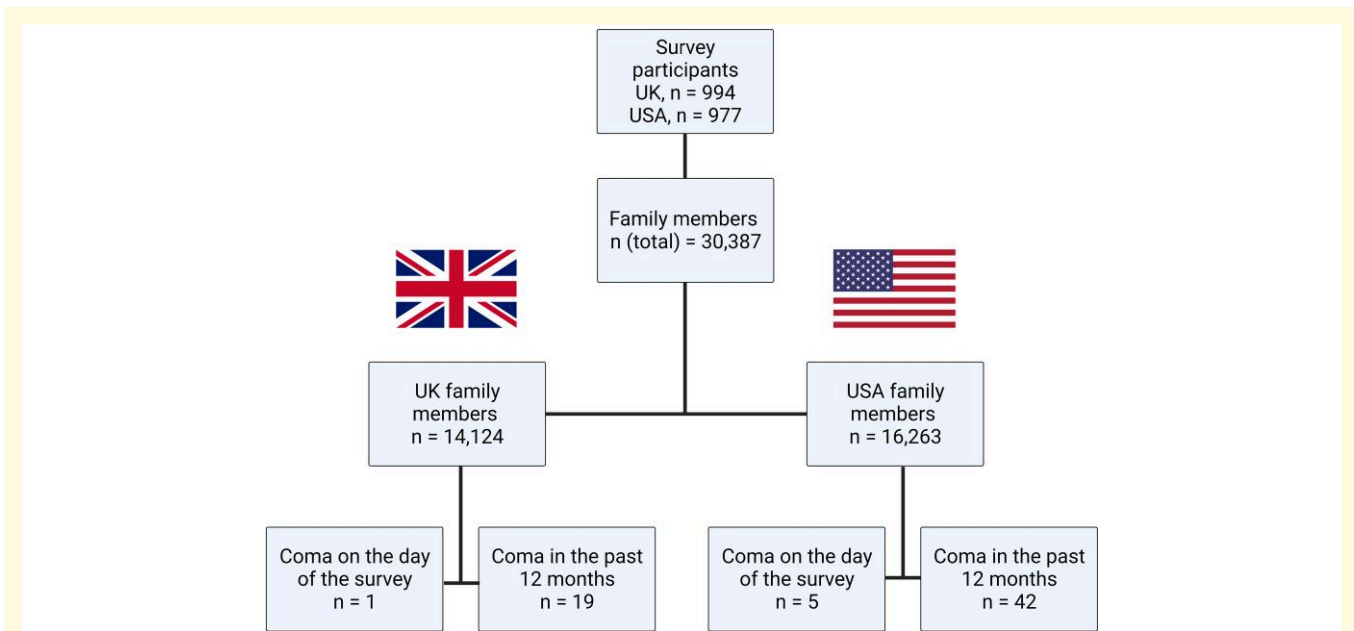 Survey
participants
UK, n = 994
USA, n = 977
Family members
n (total) = 30,387
UK family
members
n = 14,124
USA family
members
n = 16,263
Coma on the day
of the survey
n = 1
Coma in the past
12 months
n = 19
Coma on the day
of the survey
n = 5
Coma in the past
12 months
n = 42